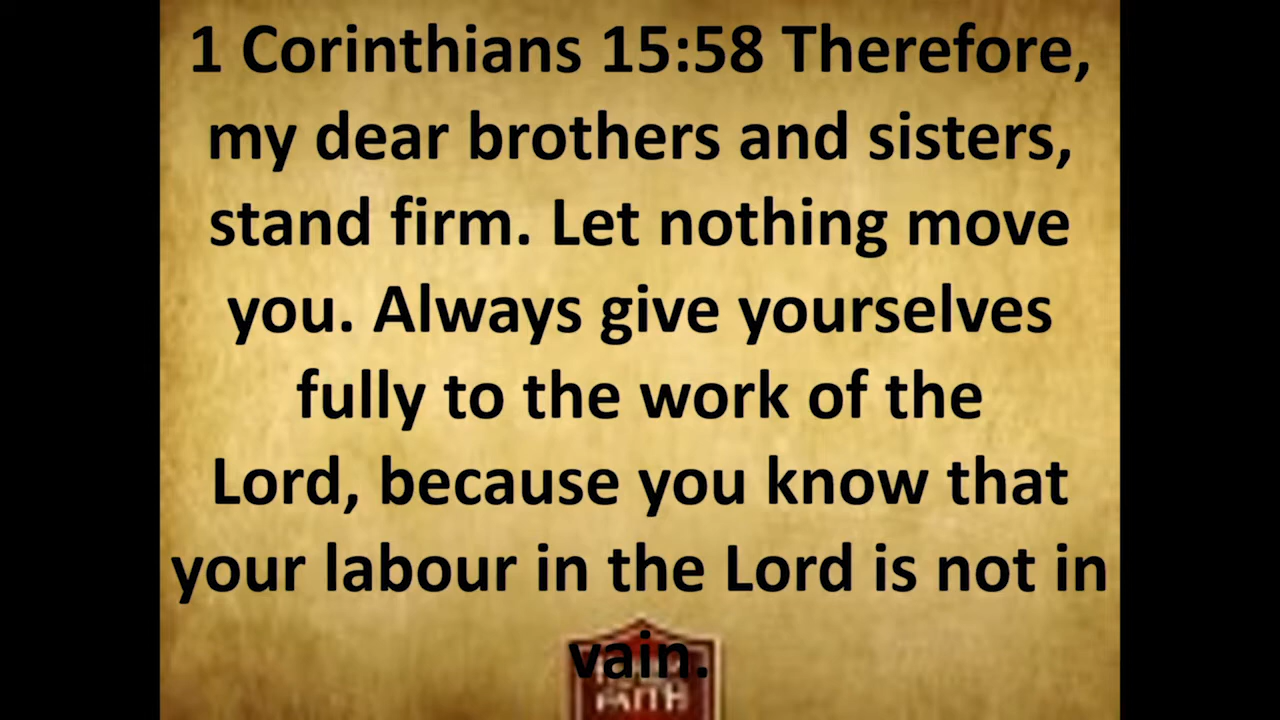 1 Corinthians 15:58 Therefore,
my dear brothers and sisters,
stand firm. Let nothing move
you. Always give yourselves
fully to the work of the
Lord, because you know that
your labour in the Lord is not in
vain.
FAITH